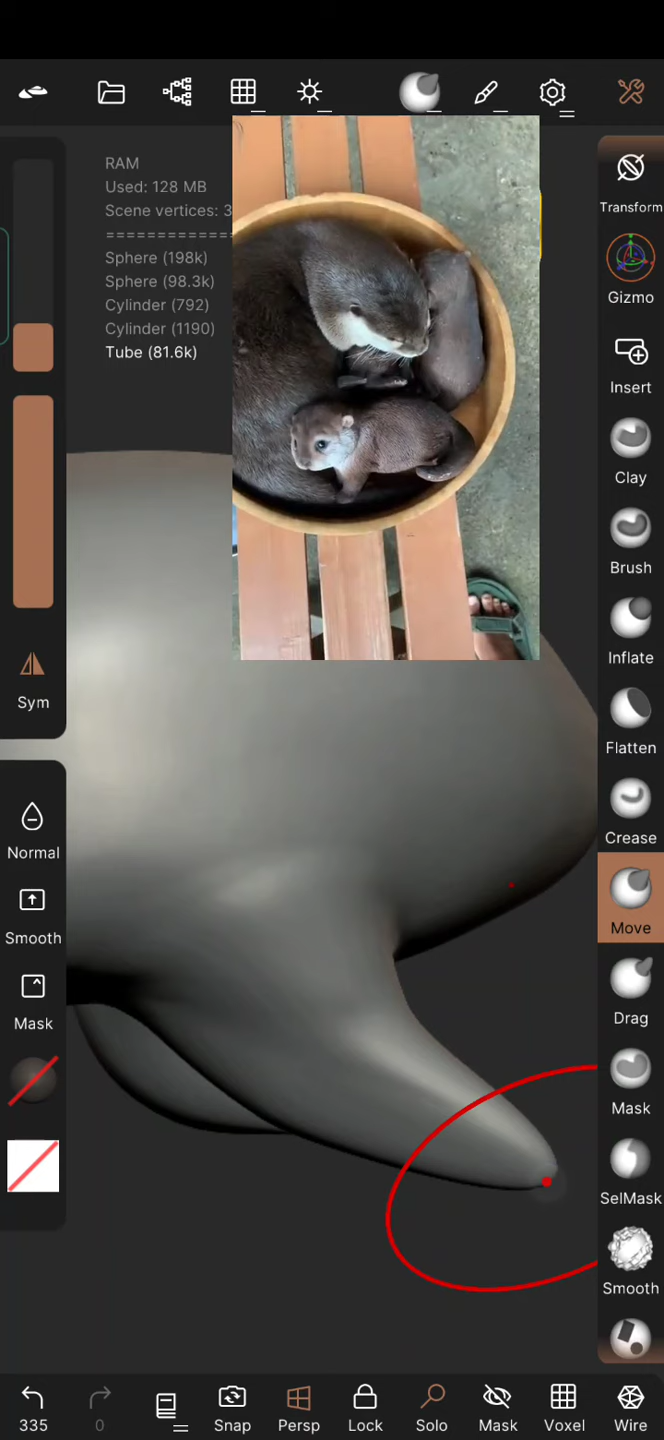 RAM
Used: 128 MB
Scene vertices: 3
Sphere (198k)
Sphere (98.3k)
Cylinder (792)
Cylinder (1190)
Tube (81.6k)
Sym
Normal
Smooth
Mask
Transform
Gizmo
Insert
Clay
Brush
Inflate
Flatten
Crease
Move
Drag
Mask
SelMask
Smooth
335
0
Snap
Persp
Lock
Solo
Mask
Voxel
Wire